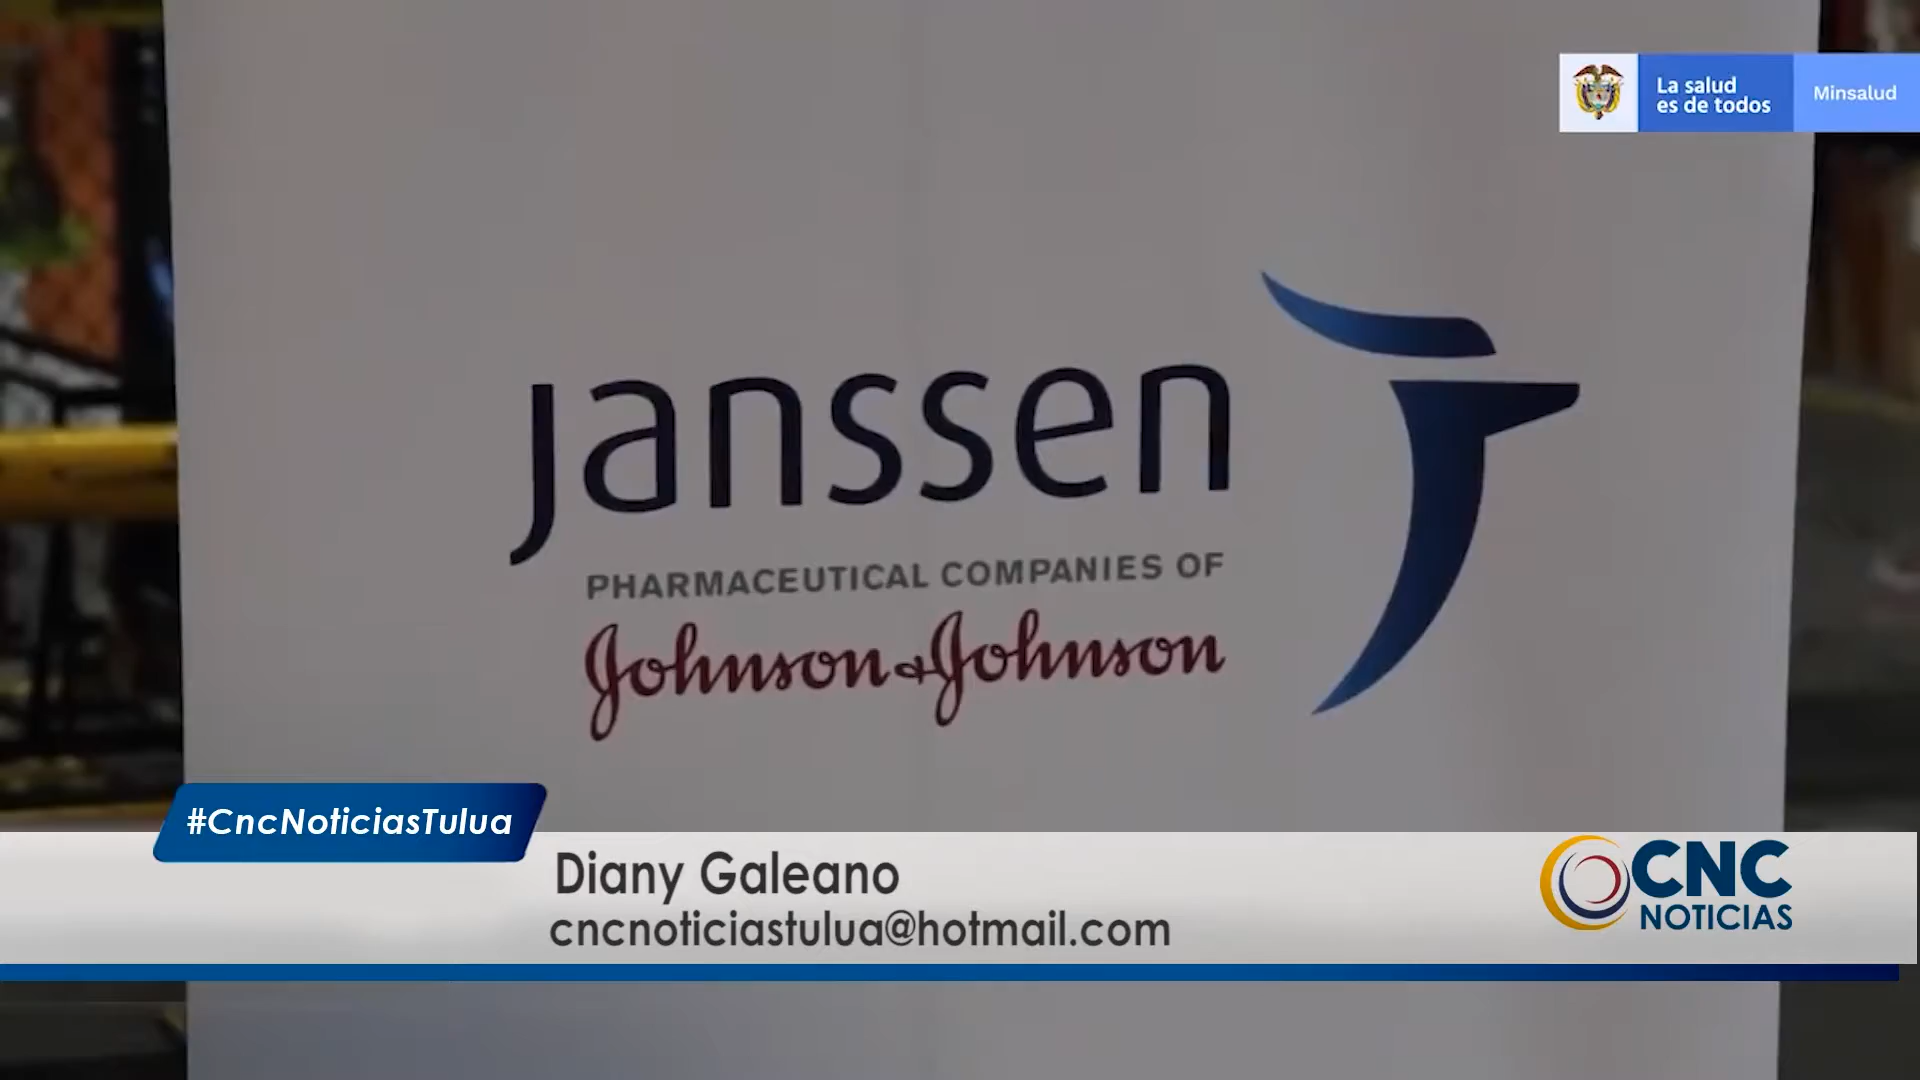 La salud
es de todos
Minsalud
Janssen
PHARMACEUTICAL COMPANIES OF
Johnson & Johnson
#CncNoticiasTulua
Diany Galeano
cncnoticiastulua@hotmail.com
CNC
NOTICIAS